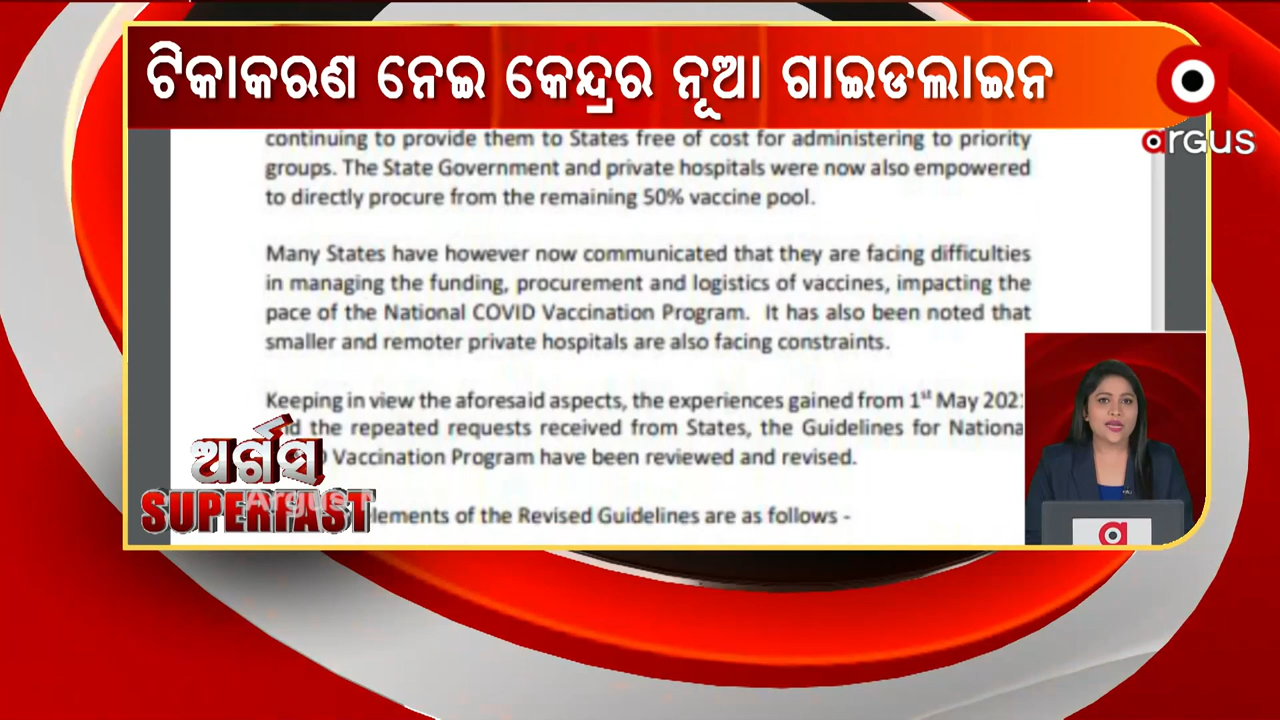 ଟିକାକରଣ ନେଇ କେନ୍ଦ୍ରର ନୂଆ ଗାଇଡଲାଇନ
argus
continuing to provide them to States free of cost for administering to priority
groups. The State Government and private hospitals were now also empowered
to directly procure from the remaining 50% vaccine pool.
Many States have however now communicated that they are facing difficulties
in managing the funding, procurement and logistics of vaccines, impacting the
pace of the National COVID Vaccination Program. It has also been noted that
smaller and remoter private hospitals are also facing constraints.
Keeping in view the aforesaid aspects, the experiences gained from 1st May 202
the repeated requests received from States, the Guidelines for Nationa
D Vaccination Program have been reviewed and revised.
lements of the Revised Guidelines are as follows -
ଅର୍ଗସ
SUPERFAST